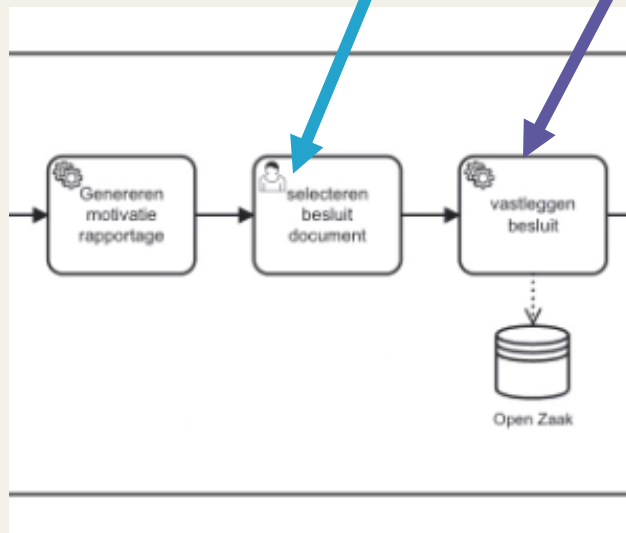 Genereren
motivatie
rapportage
selecteren
besluit
document
vastleggen
besluit
Open Zaak